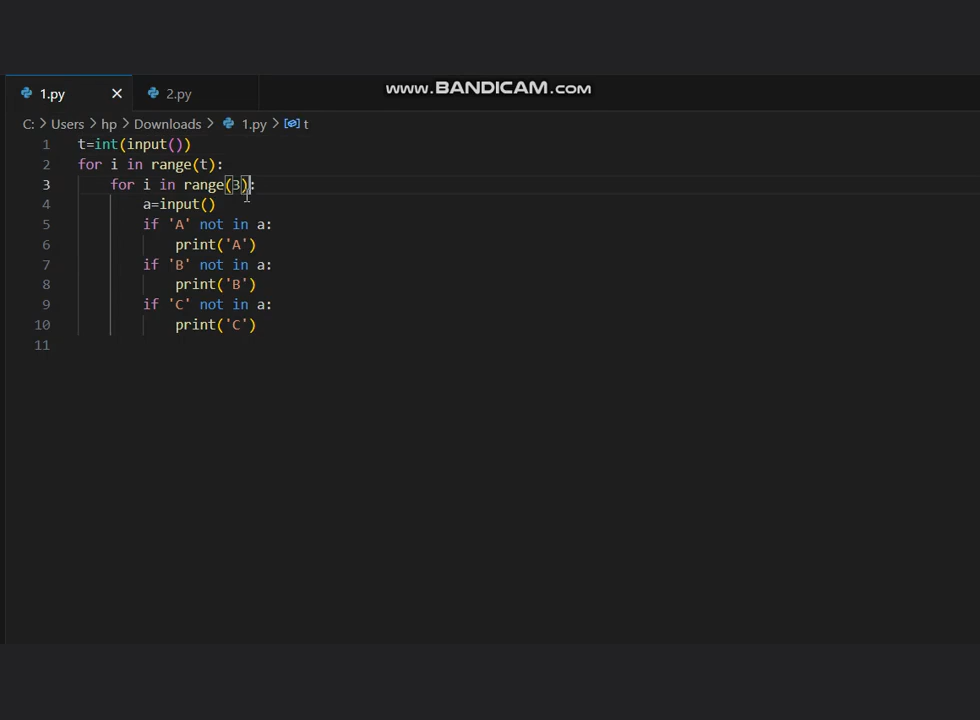 www.BANDICAM.com
1.py 2.py
C: > Users > hp > Downloads > 1.py > t
1 t=int(input())
2 for i in range(t):
3 for i in range(3):
4 a=input()
5 if 'A' not in a:
6 print('A')
7 if 'B' not in a:
8 print('B')
9 if 'C' not in a:
10 print('C')
11